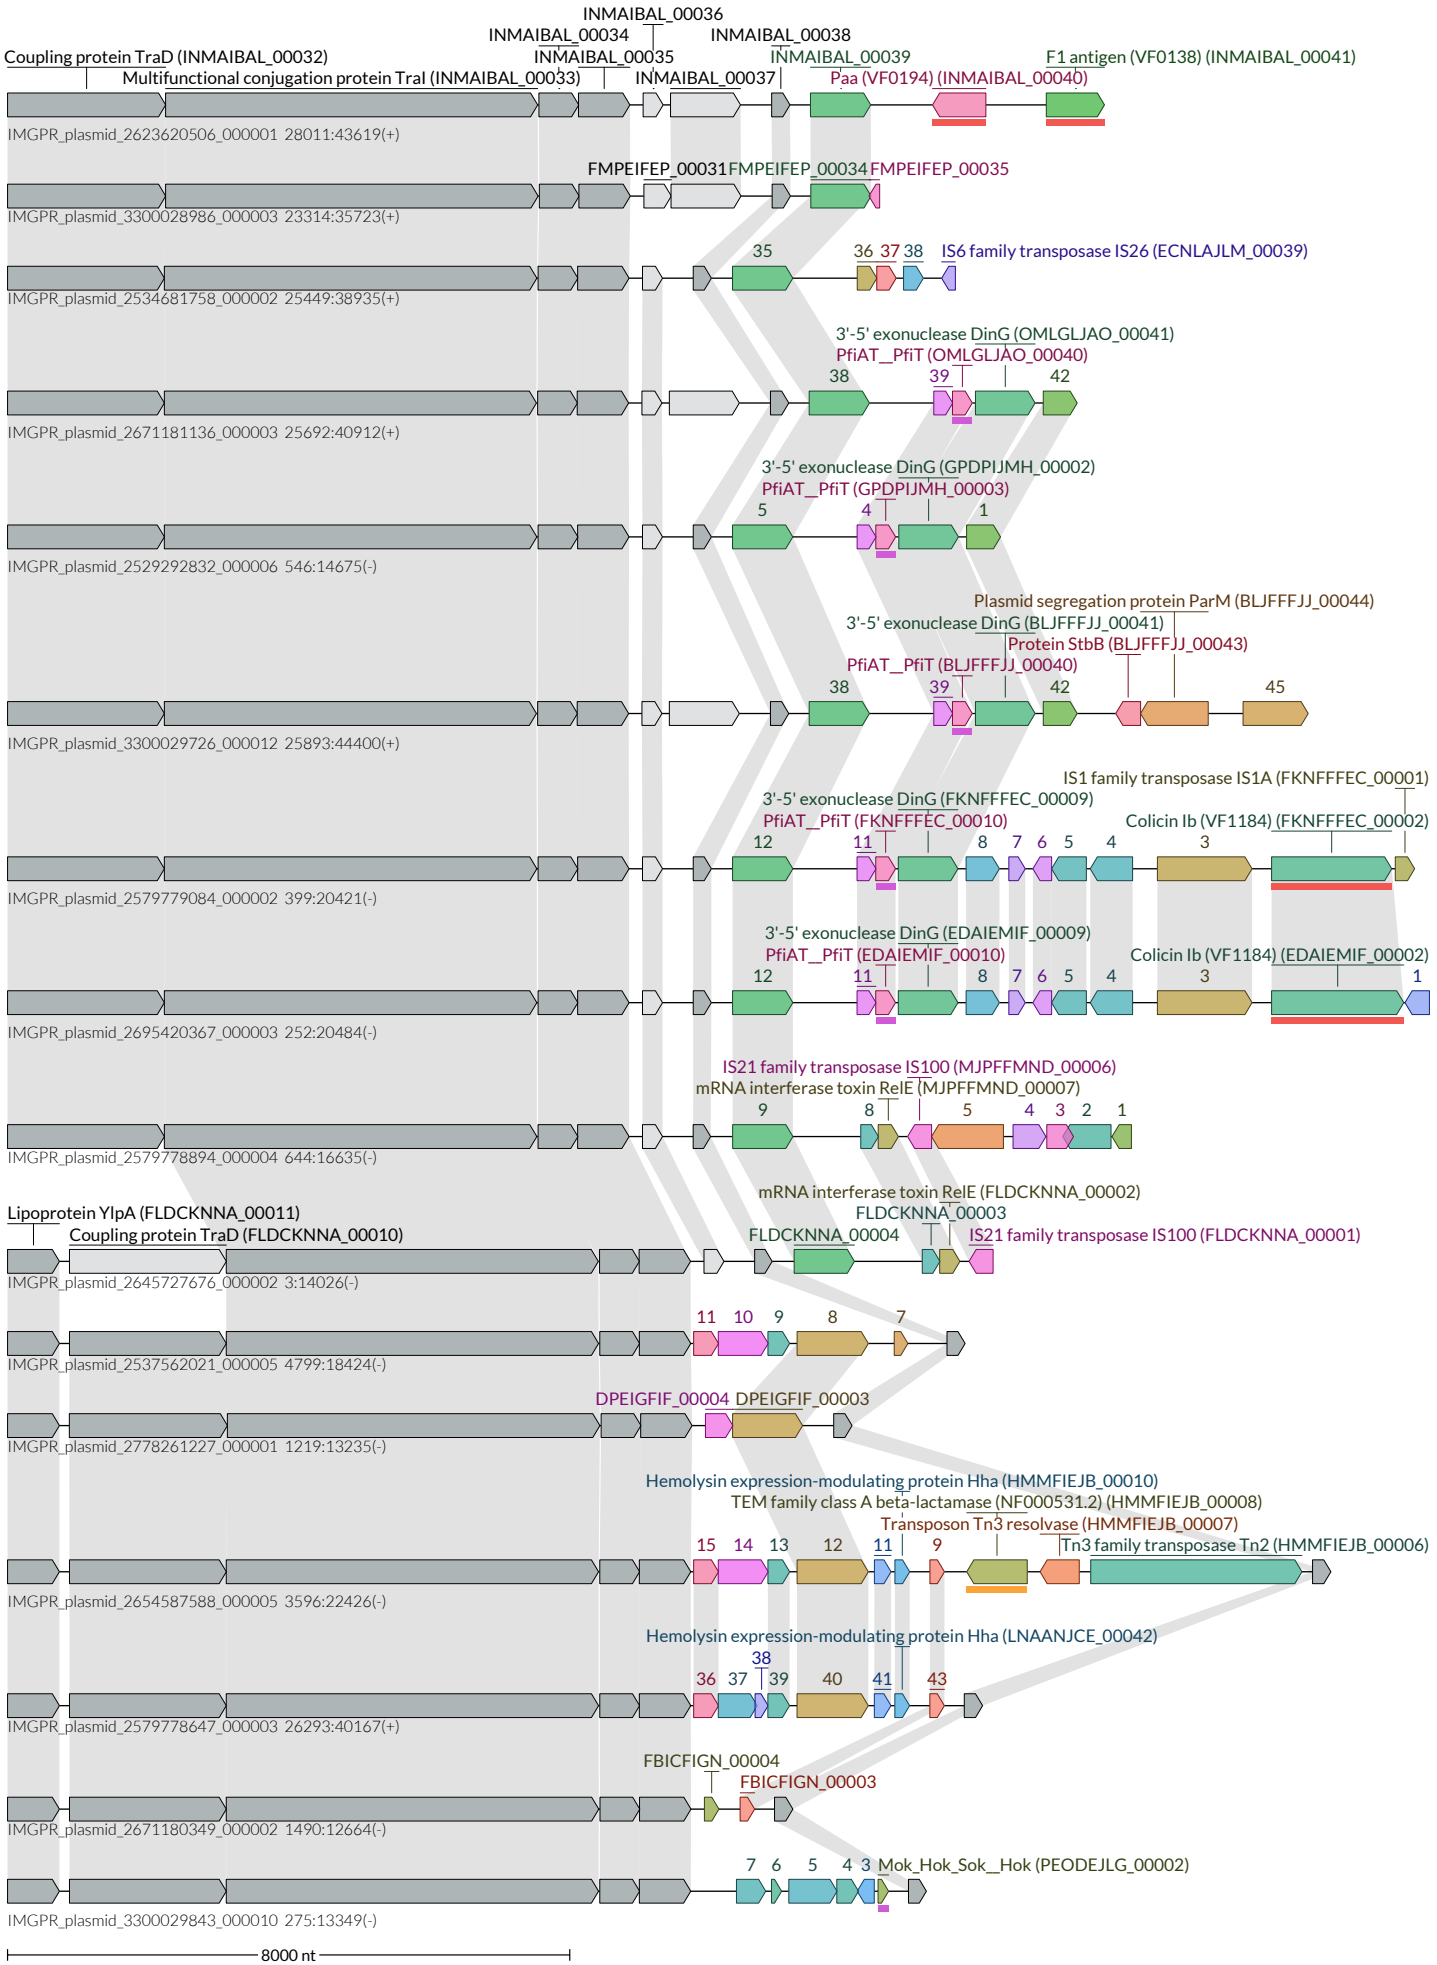 INMAIBAL_00036
INMAIBAL_00034 INMAIBAL_00038
Coupling protein TraD (INMAIBAL_00032) INMAIBAL_00035 INMAIBAL_00039 F1 antigen (VF0138) (INMAIBAL_00041)
Multifunctional conjugation protein TraI (INMAIBAL_00033) INMAIBAL_00037 Paa (VF0194) (INMAIBAL_00040)
IMGPR_plasmid_2623620506_000001 28011:43619(+)
FMPEIFEP_00031 FMPEIFEP_00034 FMPEIFEP_00035
IMGPR_plasmid_3300028986_000003 23314:35723(+)
35 36 37 38 IS6 family transposase IS26 (ECNLAJLM_00039)
IMGPR_plasmid_2534681758_000002 25449:38935(+)
3'-5' exonuclease DinG (OMLGLJAO_00041)
PfiAT__PfiT (OMLGLJAO_00040)
38 39 42
IMGPR_plasmid_2671181136_000003 25692:40912(+)
3'-5' exonuclease DinG (GPDPIJMH_00002)
PfiAT__PfiT (GPDPIJMH_00003)
5 4 1
IMGPR_plasmid_2529292832_000006 546:14675(-)
Plasmid segregation protein ParM (BLJFFFJJ_00044)
3'-5' exonuclease DinG (BLJFFFJJ_00041)
Protein StbB (BLJFFFJJ_00043)
PfiAT__PfiT (BLJFFFJJ_00040)
38 39 42 45
IMGPR_plasmid_3300029726_000012 25893:44400(+)
IS1 family transposase IS1A (FKNFFFEC_00001)
3'-5' exonuclease DinG (FKNFFFEC_00009)
PfiAT__PfiT (FKNFFFEC_00010) Colicin Ib (VF1184) (FKNFFFEC_00002)
12 11 8 7 6 5 4 3
IMGPR_plasmid_2579779084_000002 399:20421(-)
3'-5' exonuclease DinG (EDAIEMIF_00009)
PfiAT__PfiT (EDAIEMIF_00010) Colicin Ib (VF1184) (EDAIEMIF_00002)
12 11 8 7 6 5 4 3 1
IMGPR_plasmid_2695420367_000003 252:20484(-)
IS21 family transposase IS100 (MJPFFMND_00006)
mRNA interferase toxin RelE (MJPFFMND_00007)
9 8 5 4 3 2 1
IMGPR_plasmid_2579778894_000004 644:16635(-)
mRNA interferase toxin RelE (FLDCKNNA_00002)
Lipoprotein YlpA (FLDCKNNA_00011) FLDCKNNA_00003
Coupling protein TraD (FLDCKNNA_00010) FLDCKNNA_00004 IS21 family transposase IS100 (FLDCKNNA_00001)
IMGPR_plasmid_2645727676_000002 3:14026(-)
11 10 9 8 7
IMGPR_plasmid_2537562021_000005 4799:18424(-)
DPEIGFIF_00004 DPEIGFIF_00003
IMGPR_plasmid_2778261227_000001 1219:13235(-)
Hemolysin expression-modulating protein Hha (HMMFIEJB_00010)
TEM family class A beta-lactamase (NF000531.2) (HMMFIEJB_00008)
Transposon Tn3 resolvase (HMMFIEJB_00007)
15 14 13 12 11 9 Tn3 family transposase Tn2 (HMMFIEJB_00006)
IMGPR_plasmid_2654587588_000005 3596:22426(-)
Hemolysin expression-modulating protein Hha (LNAANJCE_00042)
38
36 37 39 40 41 43
IMGPR_plasmid_2579778647_000003 26293:40167(+)
FBICFIGN_00004
FBICFIGN_00003
IMGPR_plasmid_2671180349_000002 1490:12664(-)
7 6 5 4 3 Mok_Hok_Sok__Hok (PEODEJLG_00002)
IMGPR_plasmid_3300029843_000010 275:13349(-)
8000 nt